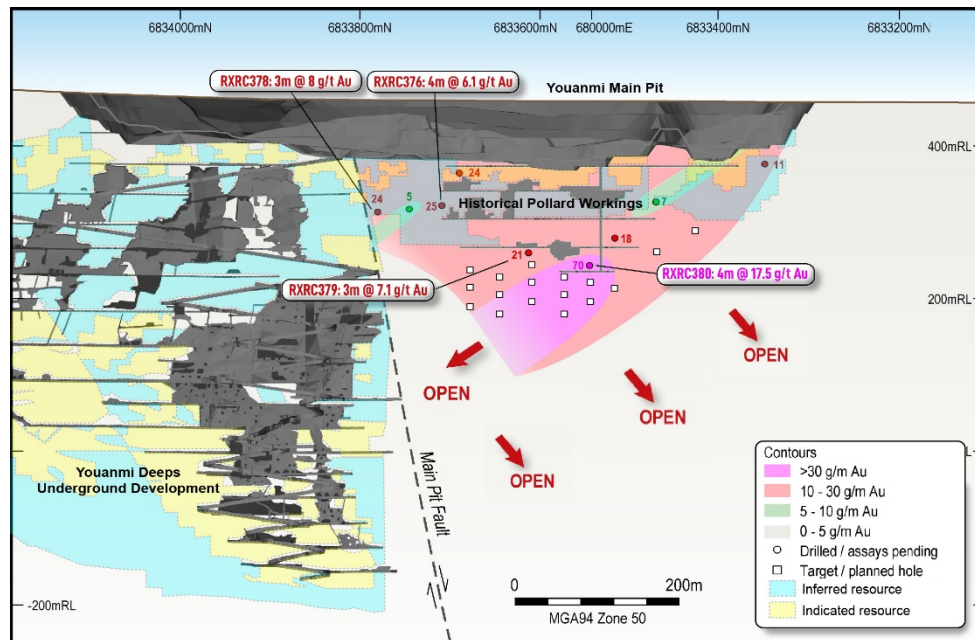 6834000mN
6833800mN
6833600mN
680000mE
6833400mN
6833200mN
RXRC378: 3m @ 8 g/t Au
RXRC376: 4m @ 6.1 g/t Au
Youanmi Main Pit
400mRL
24
11
24
5
25
Historical Pollard Workings
7
18
21
70
RXRC380: 4m @ 17.5 g/t Au
RXRC379: 3m @ 7.1 g/t Au
200mRL
OPEN
OPEN
OPEN
OPEN
Youanmi Deeps
Underground Development
Main Pit Fault
Contours
>30 g/m Au
10 - 30 g/m Au
5 - 10 g/m Au
0 - 5 g/m Au
Drilled / assays pending
Target / planned hole
Inferred resource
Indicated resource
0
200m
MGA94 Zone 50
-200mRL